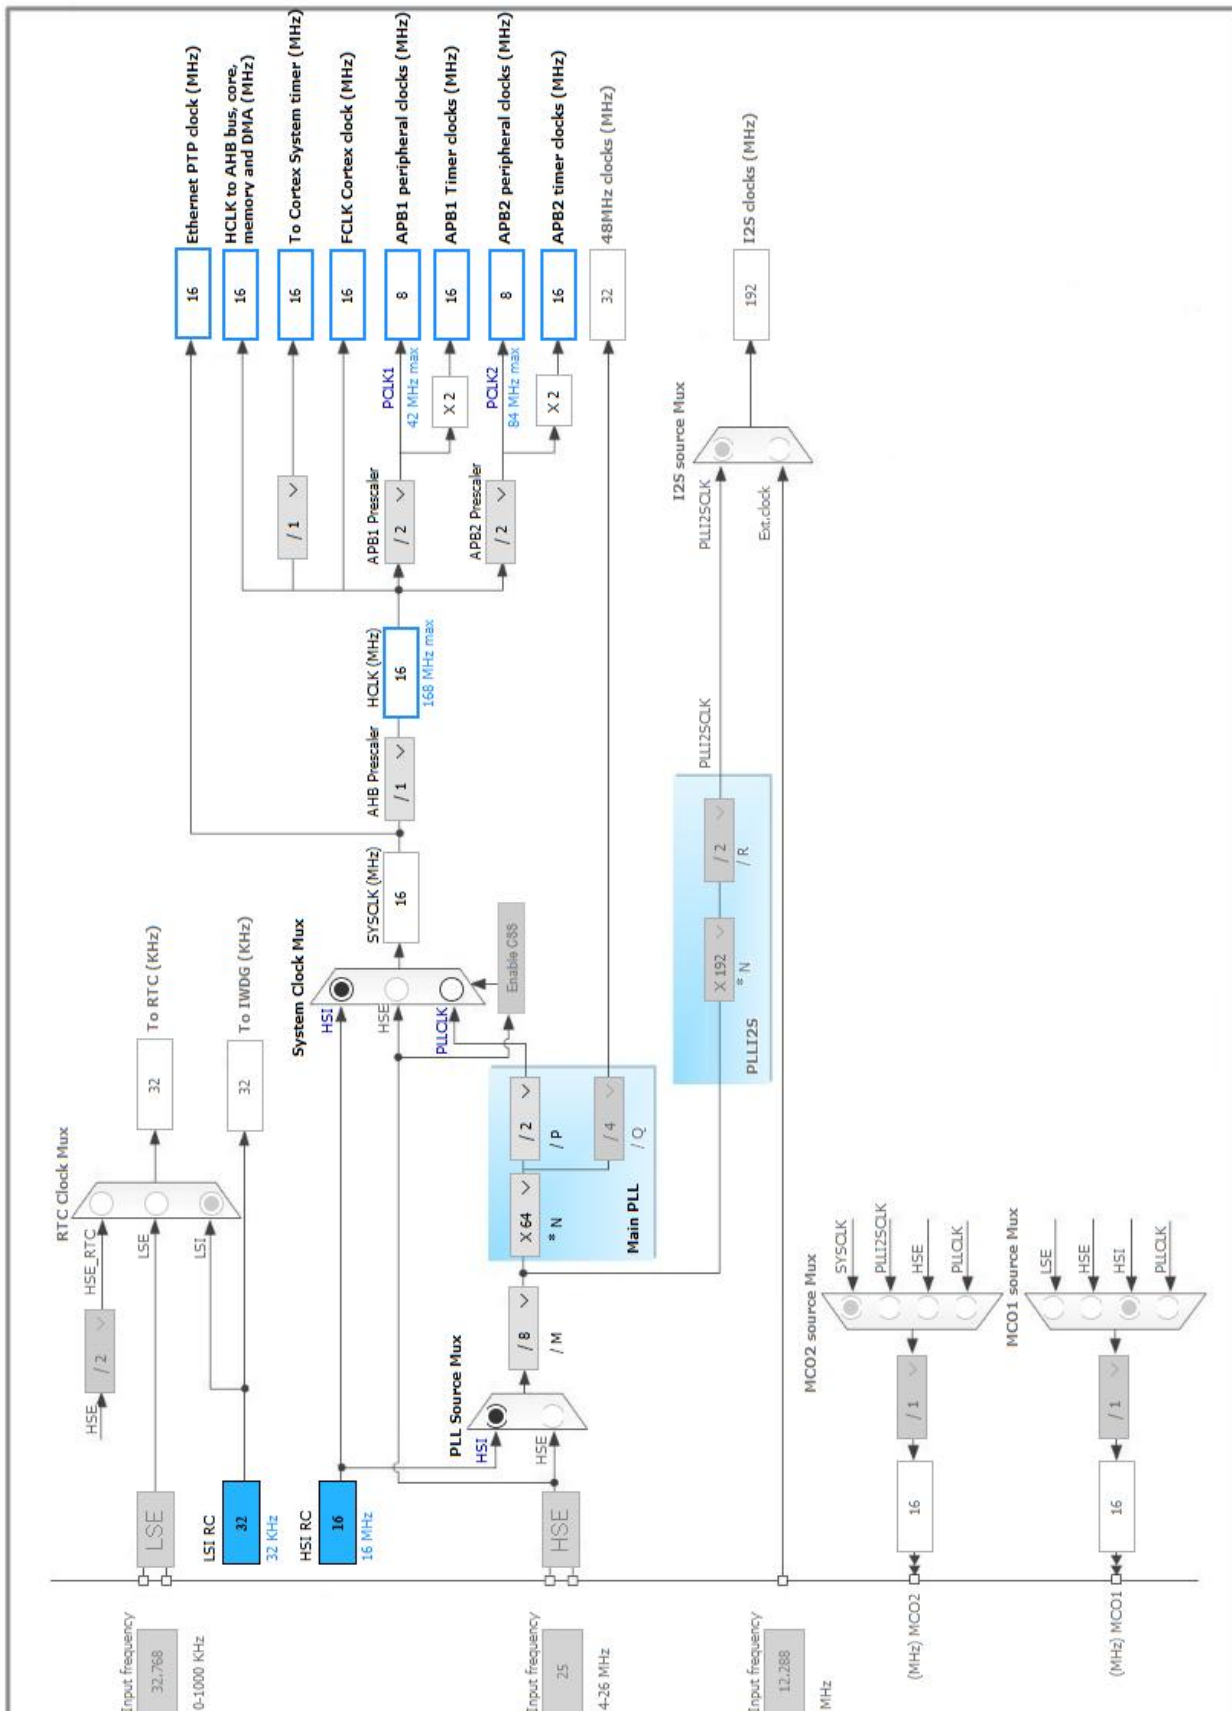 Input frequency
32.768
0-1000 KHz
LSE
HSE
/ 2
HSE_RTC
LSE
LSI
RTC Clock Mux
32
To RTC (KHz)
LSI RC
32
32 KHz
32
To IWDG (KHz)
HSI RC
16
16 MHz
Input frequency
25
4-26 MHz
HSE
PLL Source Mux
HSI
HSE
/ 8
/ M
X 64
* N
/ 2
/ P
/ 4
/ Q
Main PLL
System Clock Mux
HSI
HSE
PLLCLK
Enable CSS
SYSCLK (MHz)
16
AHB Prescaler
/ 1
HCLK (MHz)
16
168 MHz max
/ 1
APB1 Prescaler
/ 2
PCLK1
42 MHz max
X 2
APB2 Prescaler
/ 2
PCLK2
84 MHz max
X 2
16
Ethernet PTP clock (MHz)
16
HCLK to AHB bus, core,
memory and DMA (MHz)
16
To Cortex System timer (MHz)
16
FCLK Cortex clock (MHz)
8
APB1 peripheral clocks (MHz)
16
APB1 Timer clocks (MHz)
8
APB2 peripheral clocks (MHz)
16
APB2 timer clocks (MHz)
32
48MHz clocks (MHz)
X 192
* N
/ 2
/ R
PLLI2S
PLLI2SCLK
PLLI2SCLK
Ext.clock
I2S source Mux
192
I2S clocks (MHz)
Input frequency
12.288
MHz
MCO2 source Mux
SYSCLK
PLLI2SCLK
HSE
PLLCLK
/ 1
16
(MHz) MCO2
MCO1 source Mux
LSE
HSE
HSI
PLLCLK
/ 1
16
(MHz) MCO1